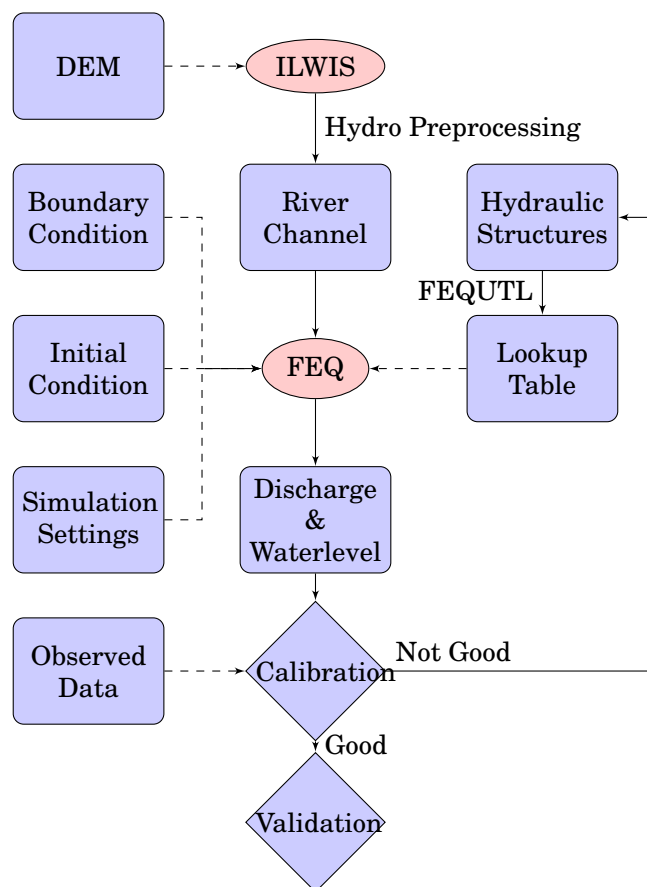 DEM
ILWIS
Hydro Preprocessing
Boundary
Condition
River
Channel
Hydraulic
Structures
FEQUTL
Initial
Condition
FEQ
Lookup
Table
Simulation
Settings
Discharge
&
Waterlevel
Observed
Data
Calibration
Not Good
Good
Validation